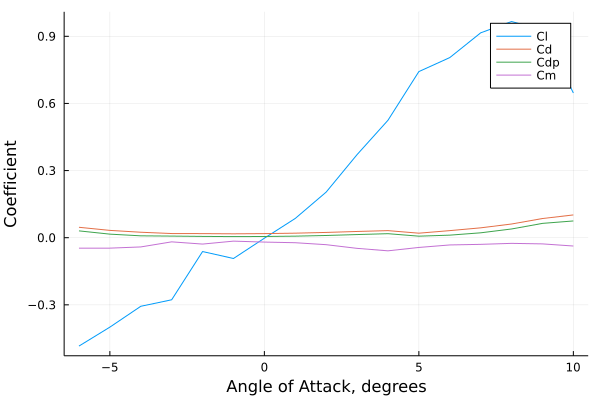 Cl
Cd
Cdp
Cm
Coefficient
0.9
0.6
0.3
0.0
−0.3
−5
0
5
10
Angle of Attack, degrees